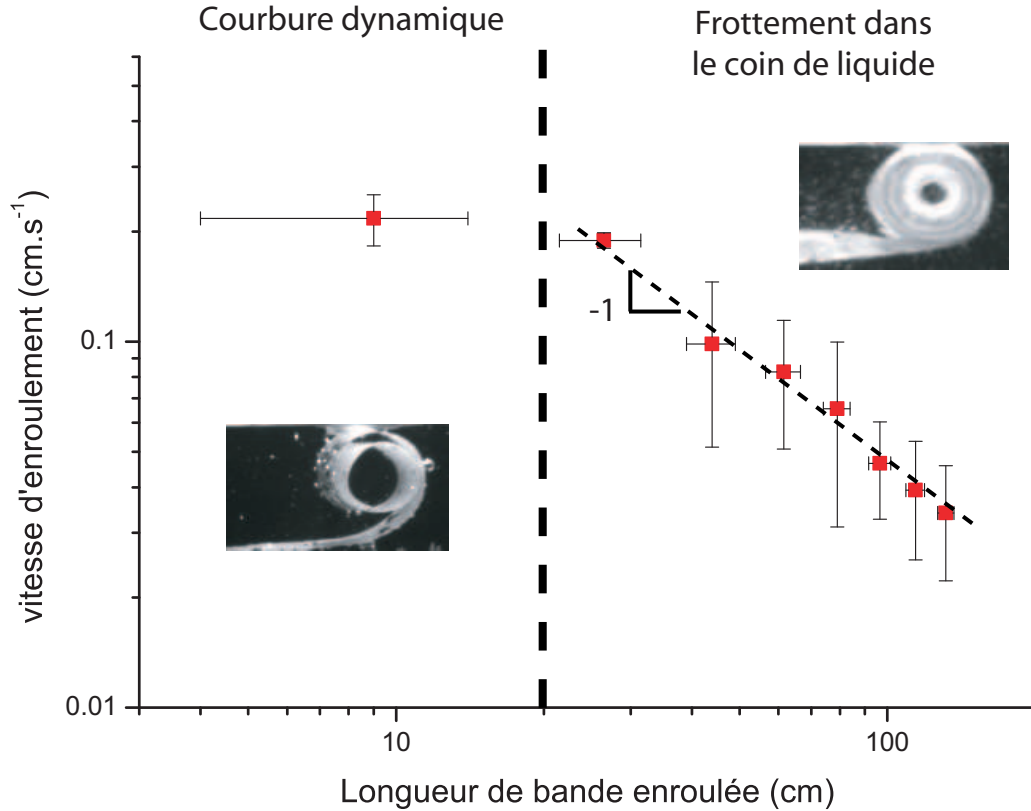 Courbure dynamique
Frottement dans
le coin de liquide
vitesse d'enroulement (cm.s⁻¹)
0.1
0.01
-1
10
100
Longueur de bande enroulée (cm)